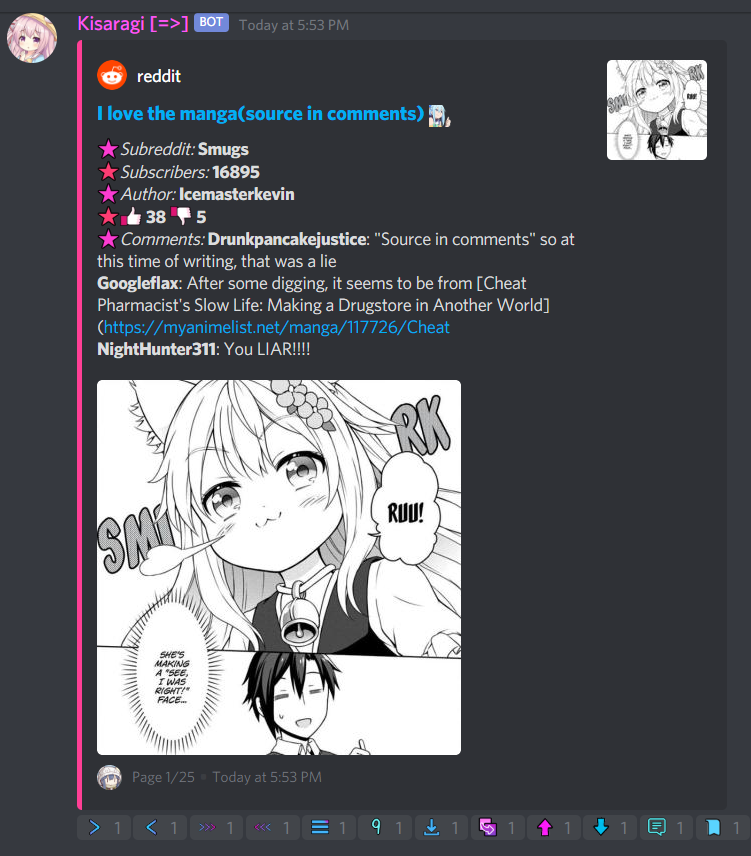 Kisaragi [=>] BOT Today at 5:53 PM
reddit
I love the manga(source in comments)
Subreddit: Smugs
Subscribers: 16895
Author: Icemasterkevin
38 5
Comments: Drunkpancakejustice: "Source in comments" so at
this time of writing, that was a lie
Googleflax: After some digging, it seems to be from [Cheat
Pharmacist's Slow Life: Making a Drugstore in Another World]
(https://myanimelist.net/manga/117726/Cheat
NightHunter311: You LIAR!!!!
RK
RUU!
SMI
SHE'S
MAKING
A "SEE,
I WAS
RIGHT!"
FACE...
Page 1/25 • Today at 5:53 PM
> 1 < 1 >>> 1 <<< 1 1 9 1 1 1 1 1 1 1